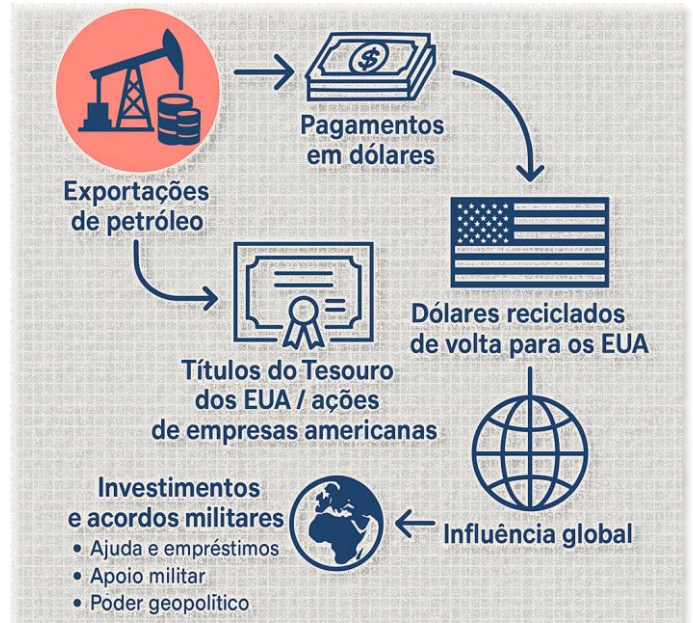 $
Pagamentos
em dólares
Exportações
de petróleo
Dólares reciclados
de volta para os EUA
Títulos do Tesouro
dos EUA / ações
de empresas americanas
Influência global
Investimentos
e acordos militares
• Ajuda e empréstimos
• Apoio militar
• Poder geopolítico